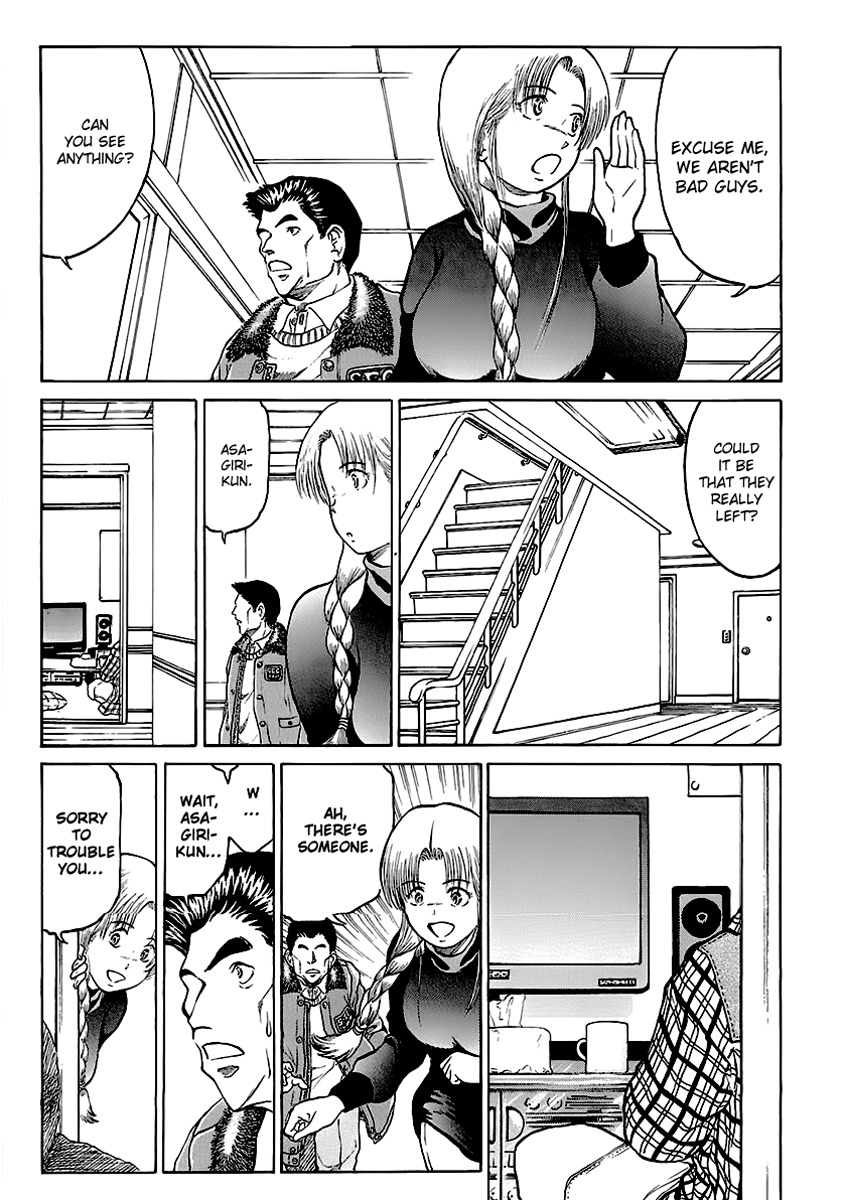 EXCUSE ME,
WE AREN'T
BAD GUYS.
CAN
YOU SEE
ANYTHING?
COULD
IT BE
THAT THEY
REALLY
LEFT?
ASA-
GIRI-
KUN.
AH,
THERE'S
SOMEONE.
W
...
WAIT,
ASA-
GIRI-
KUN...
SORRY
TO
TROUBLE
YOU...